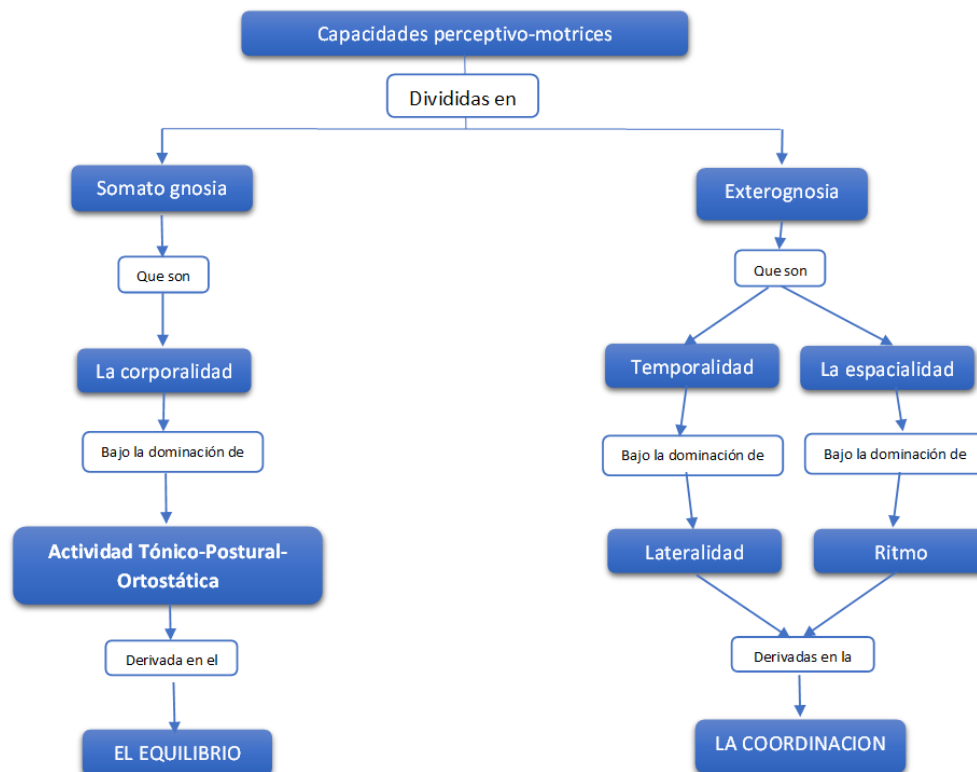 Capacidades perceptivo-motrices
Divididas en
Somato gnosia
Exterognosia
Que son
Que son
La corporalidad
Temporalidad
La espacialidad
Bajo la dominación de
Bajo la dominación de
Bajo la dominación de
Actividad Tónico-Postural-
Ortostática
Lateralidad
Ritmo
Derivada en el
Derivadas en la
EL EQUILIBRIO
LA COORDINACION